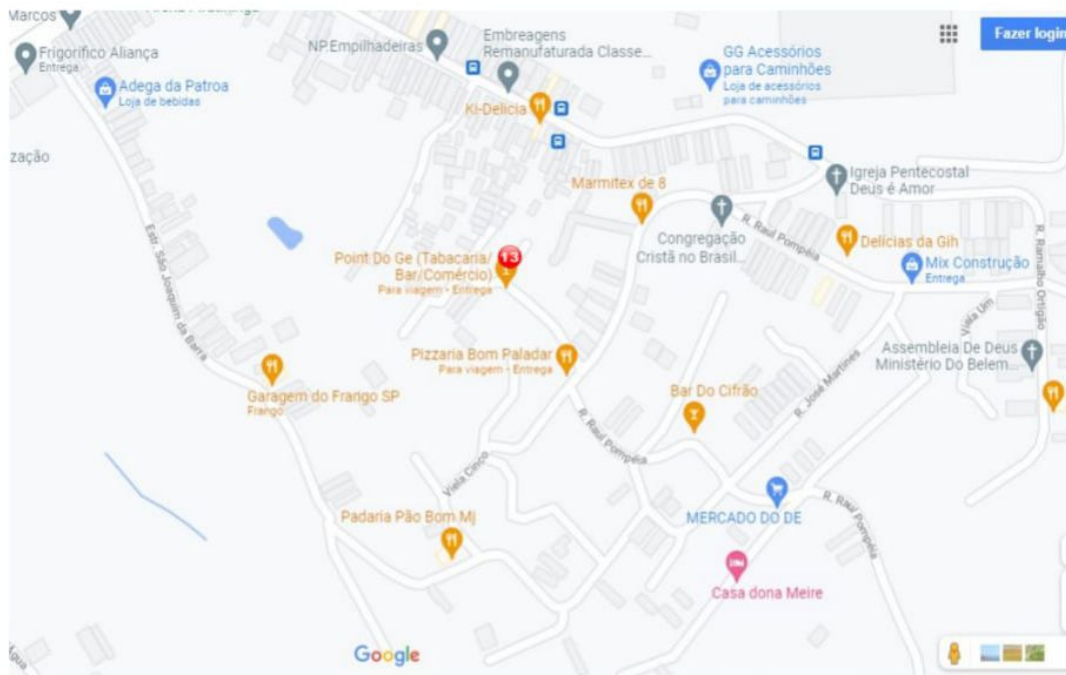 Marcos
Frigorífico Aliança
Entrega
Adega da Patroa
Loja de bebidas
NP.Empilhadeiras
Embreagens
Remanufaturada Classe...
Ki-Delicia
GG Acessórios
para Caminhões
Loja de acessórios
para caminhões
Fazer login
ização
Marmitex de 8
Igreja Pentecostal
Deus é Amor
R. Raul Pompéia
Congregação
Cristã no Brasil...
Delícias da Gih
Mix Construção
Entrega
R. Ramalho Ortigão
Point Do Ge (Tabacaria/
Bar/Comércio)
Para viagem - Entrega
13
Estr. São Joaquim da Barra
Pizzaria Bom Paladar
Para viagem - Entrega
Viela Um
Assembleia De Deus
Ministério Do Belem...
R. José Martines
Garagem do Frango SP
Frango
Bar Do Cifrão
R. Raul Pompéia
Viela Cinco
MERCADO DO DE
R. Raul Pompéia
Padaria Pão Bom Mj
Casa dona Meire
Google
Água